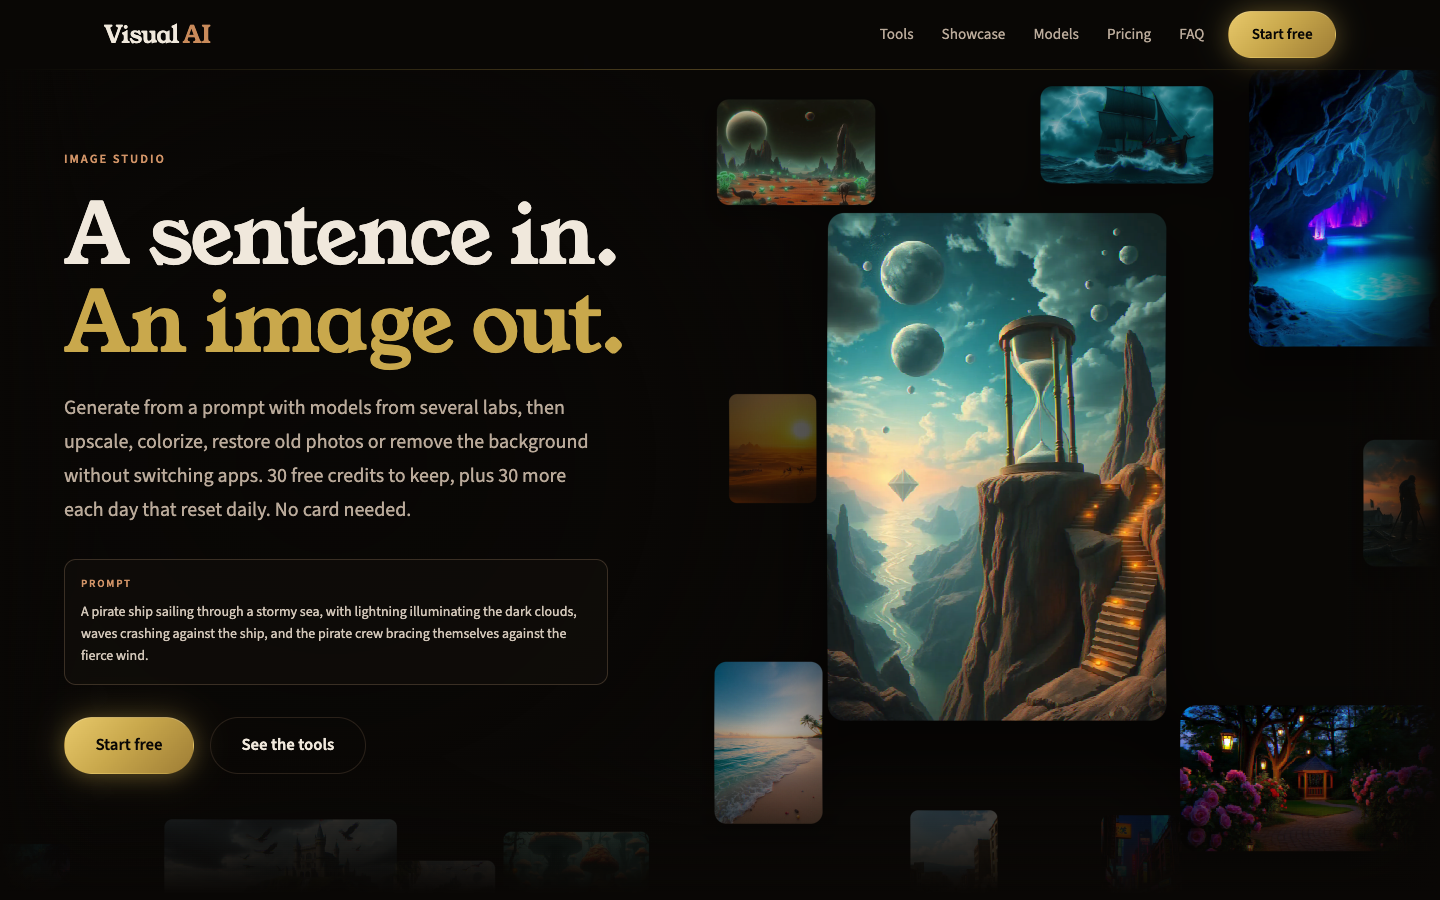 Visual AI
Tools
Showcase
Models
Pricing
FAQ
Start free
IMAGE STUDIO
A sentence in.
An image out.
Generate from a prompt with models from several labs, then
upscale, colorize, restore old photos or remove the background
without switching apps. 30 free credits to keep, plus 30 more
each day that reset daily. No card needed.
PROMPT
A pirate ship sailing through a stormy sea, with lightning illuminating the dark clouds,
waves crashing against the ship, and the pirate crew bracing themselves against the
fierce wind.
Start free
See the tools